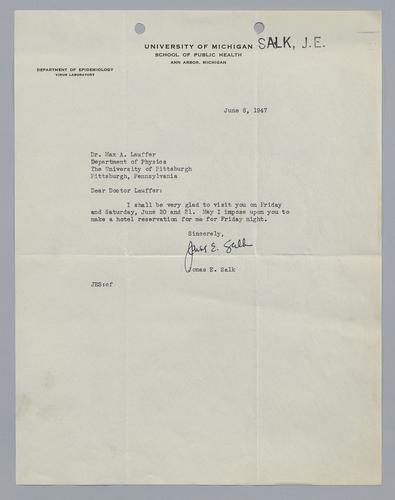 UNIVERSITY OF MICHIGAN SALK, J.E.
SCHOOL OF PUBLIC HEALTH
ANN ARBOR, MICHIGAN
DEPARTMENT OF EPIDEMIOLOGY
VIRUS LABORATORY
June 6, 1947
Dr. Max A. Lauffer
Department of Physics
The University of Pittsburgh
Pittsburgh, Pennsylvania
Dear Doctor Lauffer:
I shall be very glad to visit you on Friday
and Saturday, June 20 and 21. May I impose upon you to
make a hotel reservation for me for Friday night.
Sincerely,
Jonas E. Salk
Jonas E. Salk
JES:cf